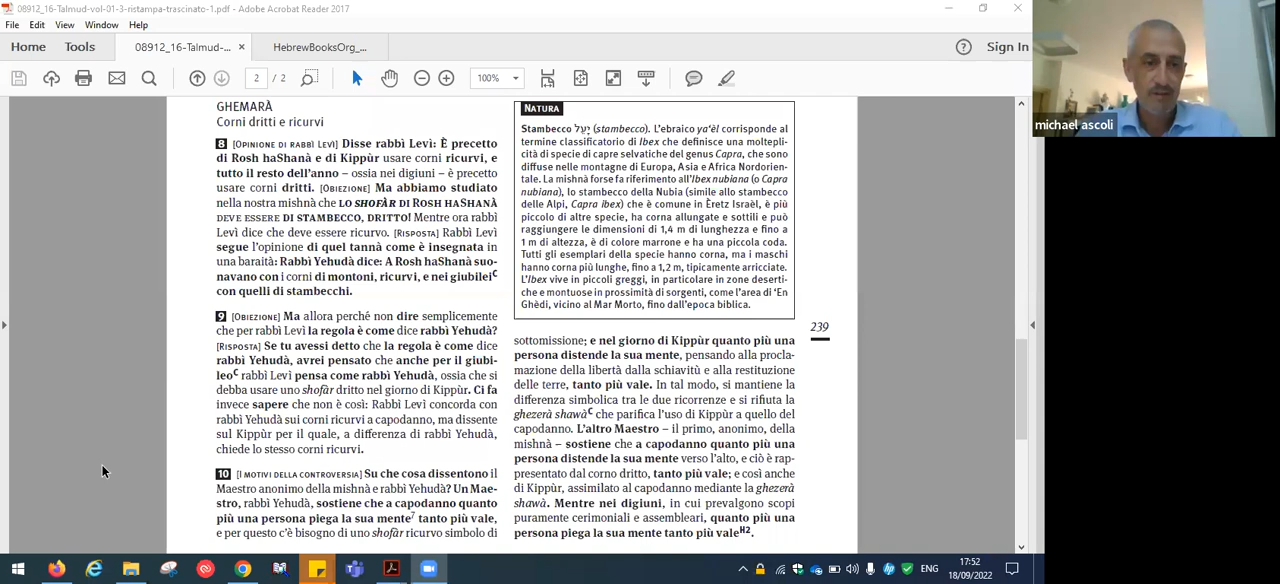 08912_16-Talmud-vol-01-3-ristampa-trascinato-1.pdf - Adobe Acrobat Reader 2017
File Edit View Window Help
Home Tools 08912_16-Talmud-... × HebrewBooksOrg_... Sign In
2 / 2 100%
GHEMARÀ
Corni dritti e ricurvi
8 [OPINIONE DI RABBÌ LEVÌ] Disse rabbì Levì: È precetto
di Rosh haShanà e di Kippùr usare corni ricurvi, e
tutto il resto dell'anno – ossia nei digiuni – è precetto
usare corni dritti. [OBIEZIONE] Ma abbiamo studiato
nella nostra mishnà che LO SHOFÀR DI ROSH HASHANÀ
DEVE ESSERE DI STAMBECCO, DRITTO! Mentre ora rabbì
Levì dice che deve essere ricurvo. [RISPOSTA] Rabbì Levì
segue l'opinione di quel tannà come è insegnata in
una baraità: Rabbì Yehudà dice: A Rosh haShanà suo-
navano con i corni di montoni, ricurvi, e nei giubileiC
con quelli di stambecchi.
9 [OBIEZIONE] Ma allora perché non dire semplicemente
che per rabbì Levì la regola è come dice rabbì Yehudà?
[RISPOSTA] Se tu avessi detto che la regola è come dice
rabbì Yehudà, avrei pensato che anche per il giubi-
leoC rabbì Levì pensa come rabbì Yehudà, ossia che si
debba usare uno shofàr dritto nel giorno di Kippùr. Ci fa
invece sapere che non è così: Rabbì Levì concorda con
rabbì Yehudà sui corni ricurvi a capodanno, ma dissente
sul Kippùr per il quale, a differenza di rabbì Yehudà,
chiede lo stesso corni ricurvi.
10 [I MOTIVI DELLA CONTROVERSIA] Su che cosa dissentono il
Maestro anonimo della mishnà e rabbì Yehudà? Un Mae-
stro, rabbì Yehudà, sostiene che a capodanno quanto
più una persona piega la sua mente7 tanto più vale,
e per questo c'è bisogno di uno shofàr ricurvo simbolo di
NATURA
Stambecco יָעֵל (stambecco). L'ebraico ya'èl corrisponde al
termine classificatorio di Ibex che definisce una moltepli-
cità di specie di capre selvatiche del genus Capra, che sono
diffuse nelle montagne di Europa, Asia e Africa Nordorien-
tale. La mishnà forse fa riferimento all'Ibex nubiana (o Capra
nubiana), lo stambecco della Nubia (simile allo stambecco
delle Alpi, Capra ibex) che è comune in Èretz Israèl, è più
piccolo di altre specie, ha corna allungate e sottili e può
raggiungere le dimensioni di 1,4 m di lunghezza e fino a
1 m di altezza, è di colore marrone e ha una piccola coda.
Tutti gli esemplari della specie hanno corna, ma i maschi
hanno corna più lunghe, fino a 1,2 m, tipicamente arricciate.
L'Ibex vive in piccoli greggi, in particolare in zone deserti-
che e montuose in prossimità di sorgenti, come l'area di 'En
Ghèdi, vicino al Mar Morto, fino dall'epoca biblica.
239
sottomissione; e nel giorno di Kippùr quanto più una
persona distende la sua mente, pensando alla procla-
mazione della libertà dalla schiavitù e alla restituzione
delle terre, tanto più vale. In tal modo, si mantiene la
differenza simbolica tra le due ricorrenze e si rifiuta la
ghezerà shawàC che parifica l'uso di Kippùr a quello del
capodanno. L'altro Maestro – il primo, anonimo, della
mishnà – sostiene che a capodanno quanto più una
persona distende la sua mente verso l'alto, e ciò è rap-
presentato dal corno dritto, tanto più vale; e così anche
di Kippùr, assimilato al capodanno mediante la ghezerà
shawà. Mentre nei digiuni, in cui prevalgono scopi
puramente cerimoniali e assembleari, quanto più una
persona piega la sua mente tanto più valeH2.
michael ascoli
ENG
17:52
18/09/2022